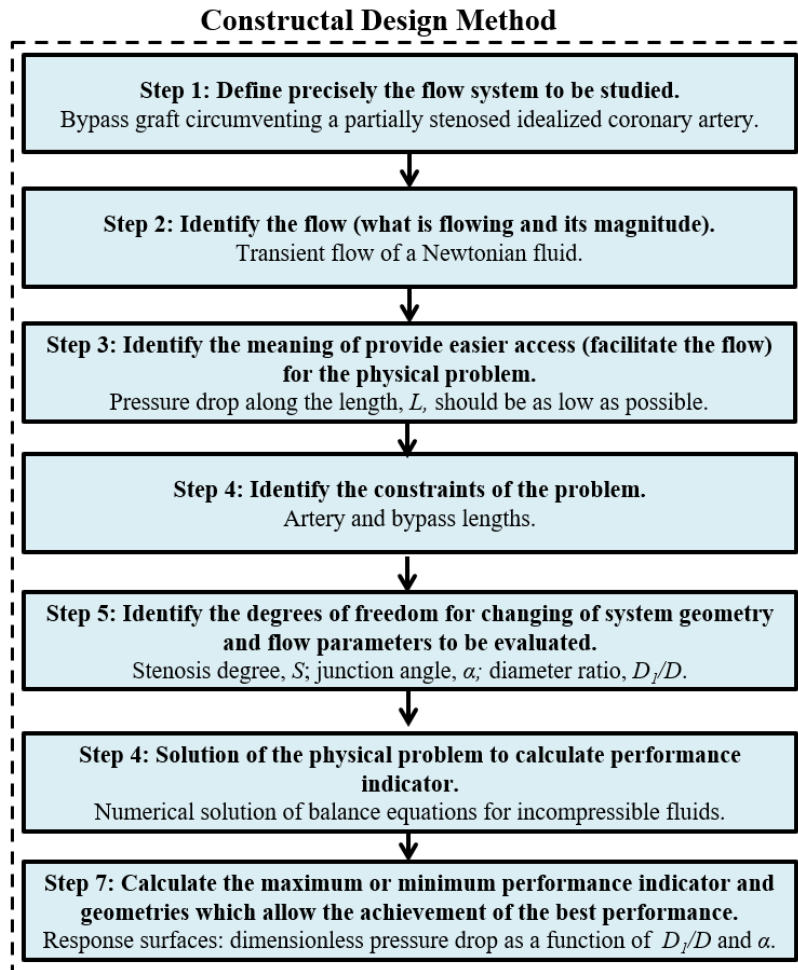 Constructal Design Method
Step 1: Define precisely the flow system to be studied.
Bypass graft circumventing a partially stenosed idealized coronary artery.
Step 2: Identify the flow (what is flowing and its magnitude).
Transient flow of a Newtonian fluid.
Step 3: Identify the meaning of provide easier access (facilitate the flow)
for the physical problem.
Pressure drop along the length, L, should be as low as possible.
Step 4: Identify the constraints of the problem.
Artery and bypass lengths.
Step 5: Identify the degrees of freedom for changing of system geometry
and flow parameters to be evaluated.
Stenosis degree, S; junction angle, α; diameter ratio, D₁/D.
Step 4: Solution of the physical problem to calculate performance
indicator.
Numerical solution of balance equations for incompressible fluids.
Step 7: Calculate the maximum or minimum performance indicator and
geometries which allow the achievement of the best performance.
Response surfaces: dimensionless pressure drop as a function of D₁/D and α.